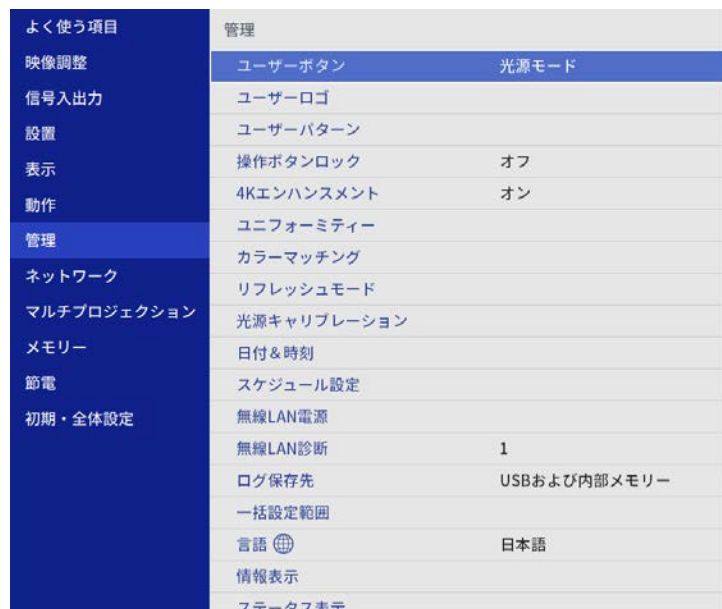 よく使う項目
映像調整
信号入出力
設置
表示
動作
管理
ネットワーク
マルチプロジェクション
メモリー
節電
初期・全体設定
管理
ユーザーボタン 光源モード
ユーザーロゴ
ユーザーパターン
操作ボタンロック オフ
4Kエンハンスメント オン
ユニフォーミティー
カラーマッチング
リフレッシュモード
光源キャリブレーション
日付&時刻
スケジュール設定
無線LAN電源
無線LAN診断 1
ログ保存先 USBおよび内部メモリー
一括設定範囲
言語 日本語
情報表示
ステータス表示